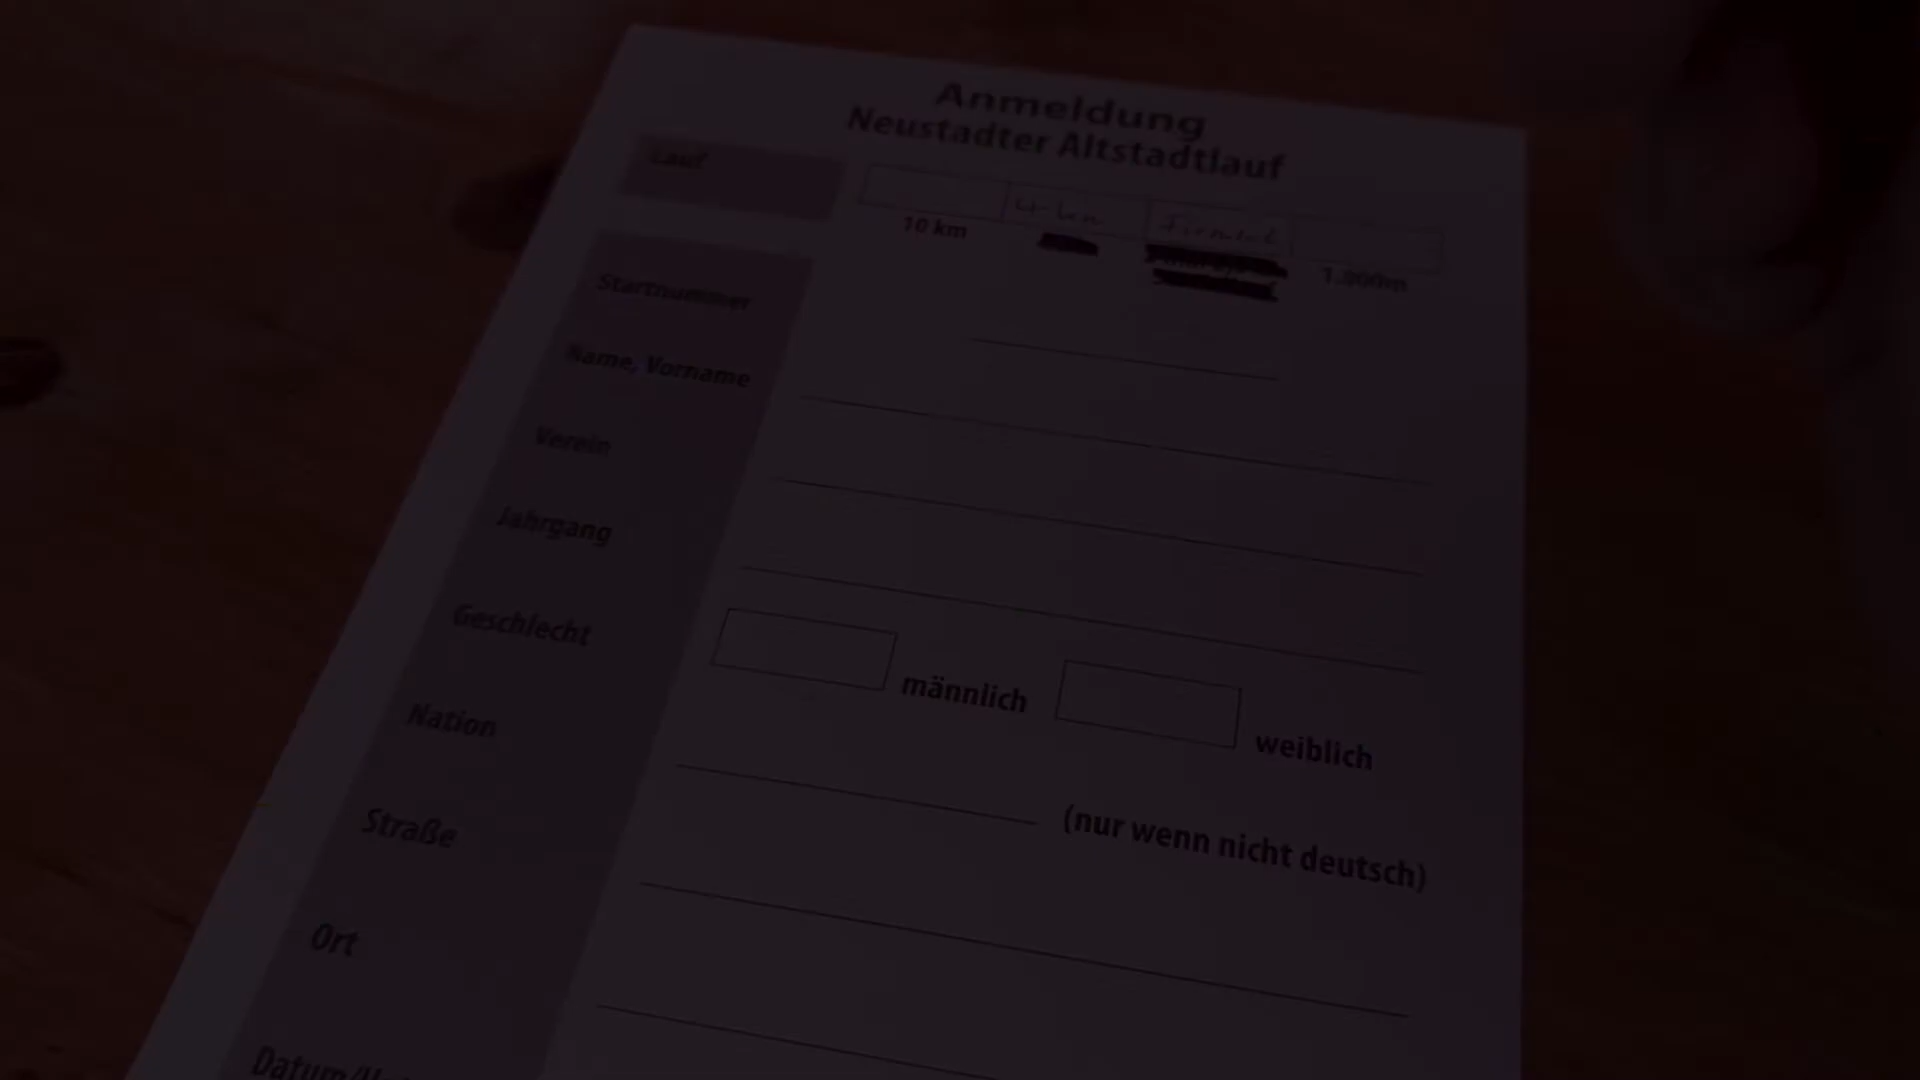 Anmeldung
Neustadter Altstadtlauf
Lauf
10 km
1.000m
Startnummer
Name, Vorname
Verein
Jahrgang
Geschlecht
männlich
weiblich
Nation
(nur wenn nicht deutsch)
Straße
Ort